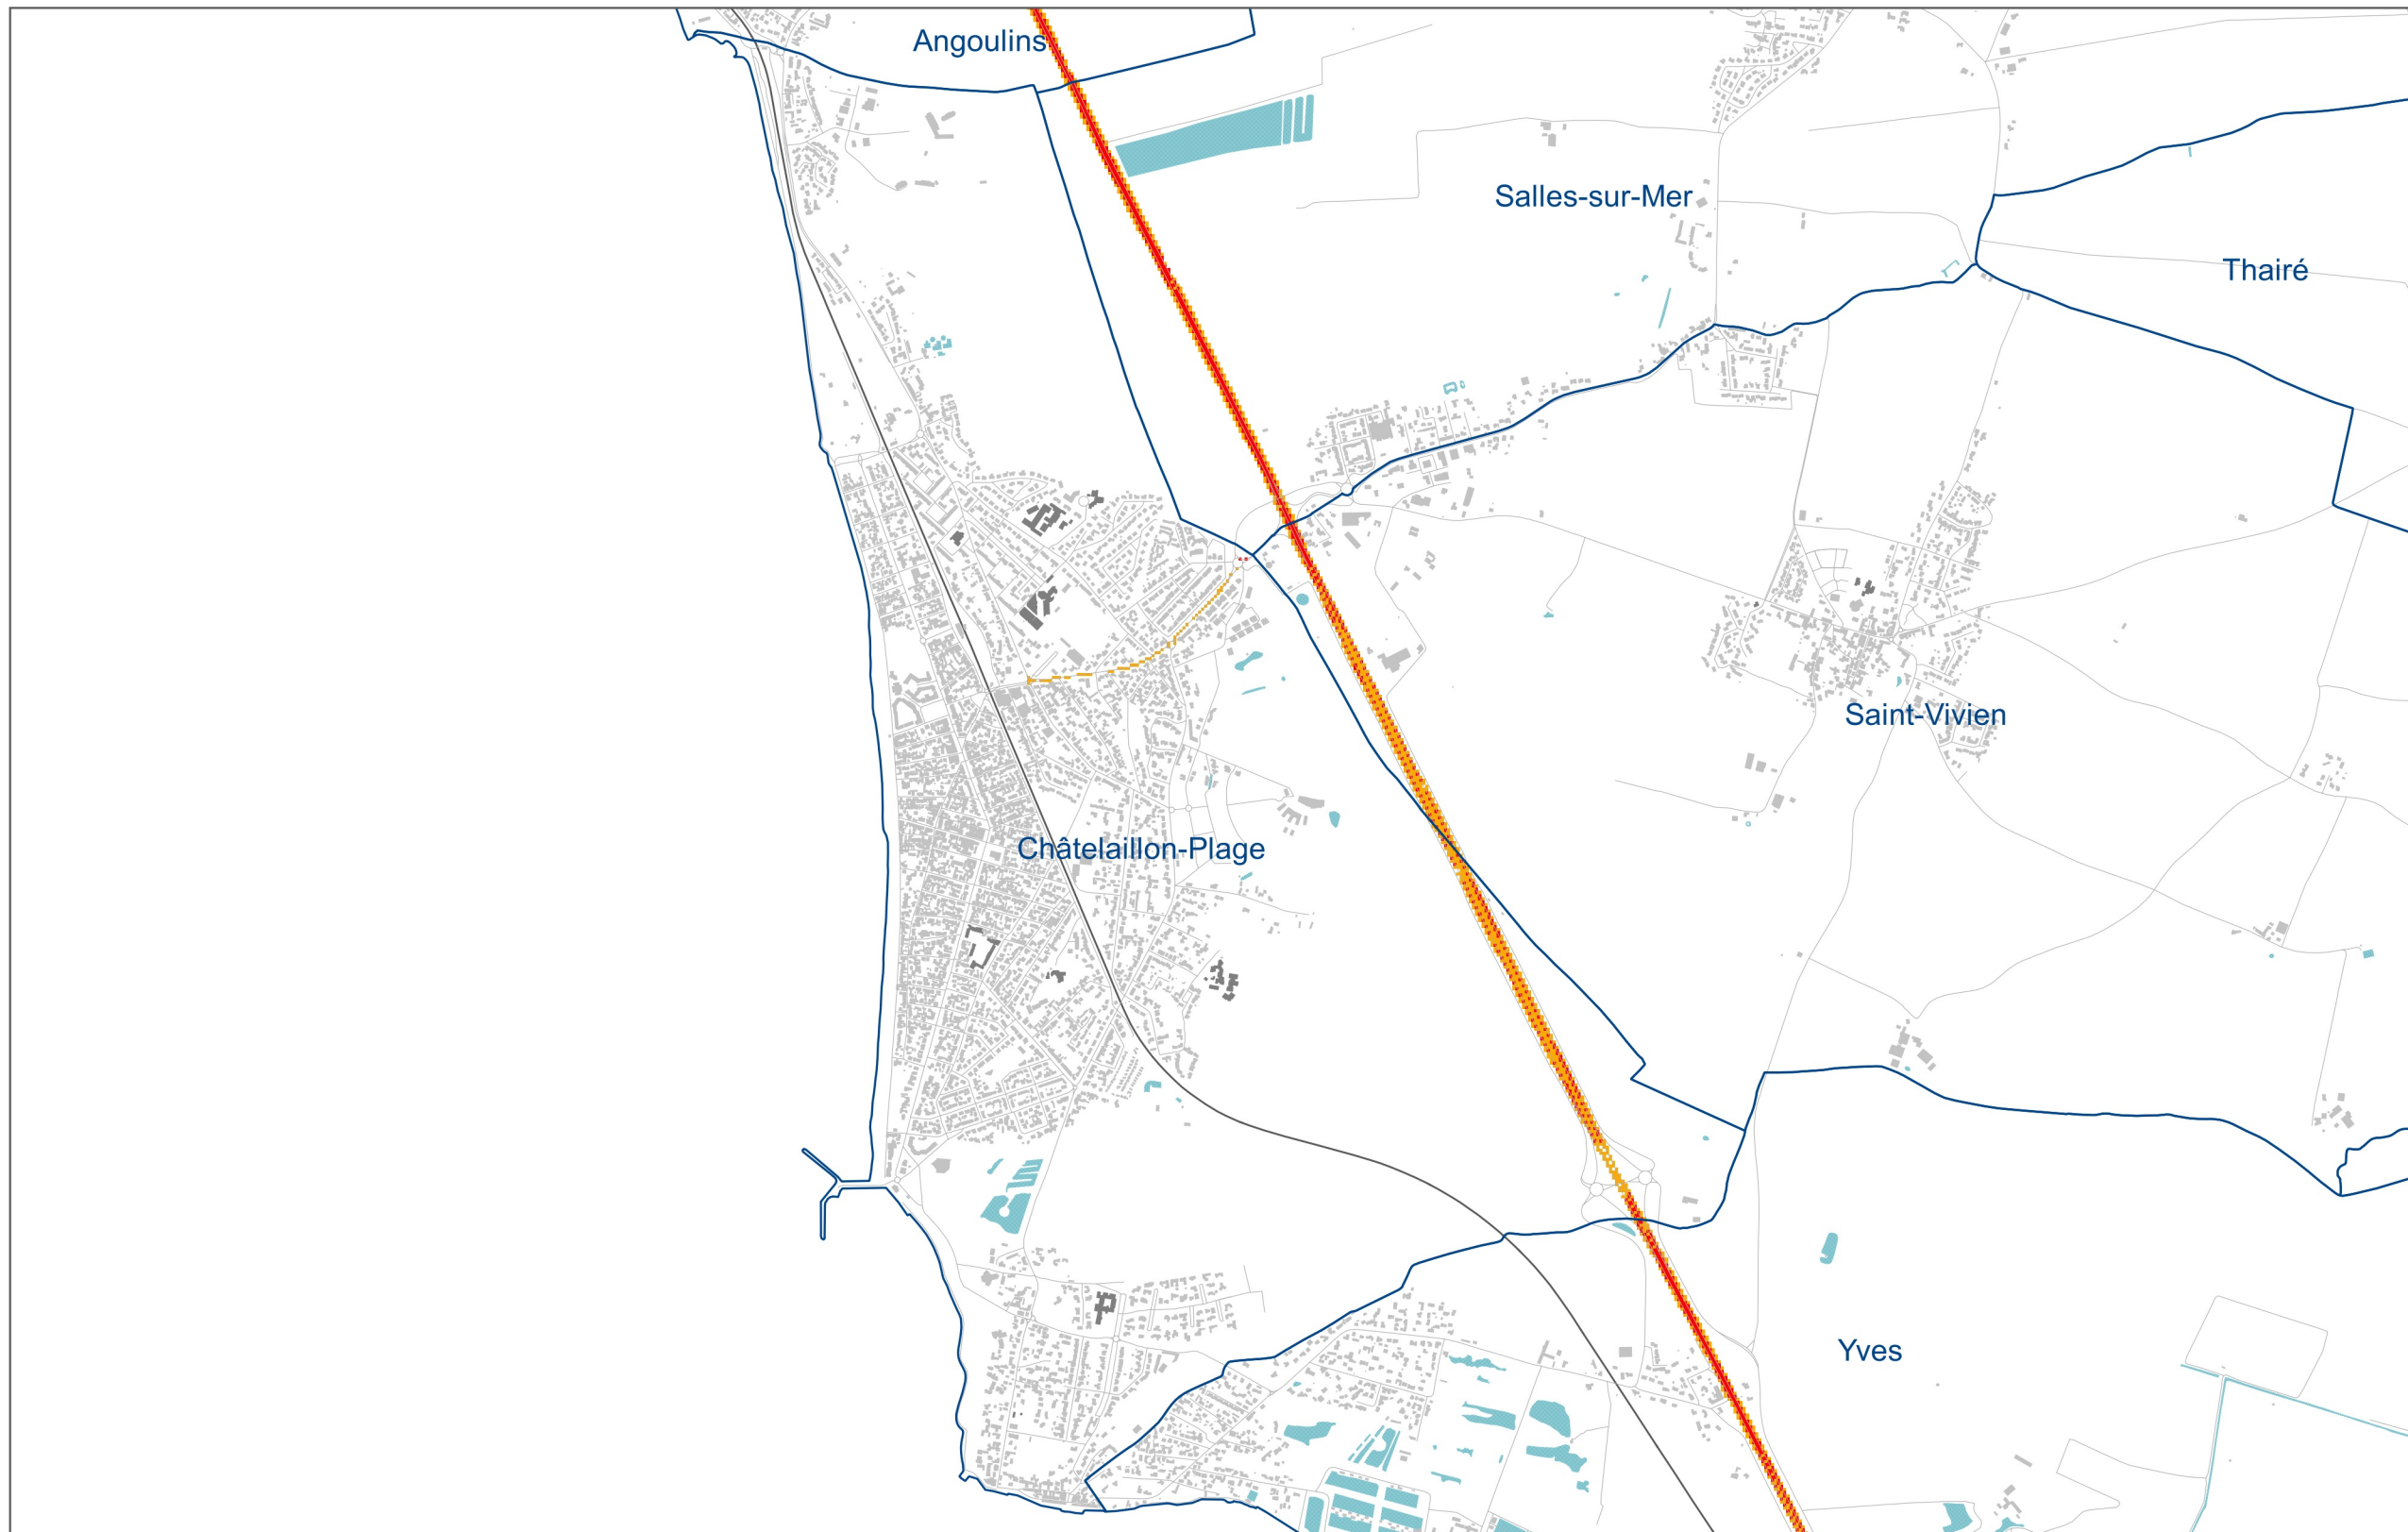 Angoulins
Salles-sur-Mer
Thairé
Saint-Vivien
Châtelaillon-Plage
Yves